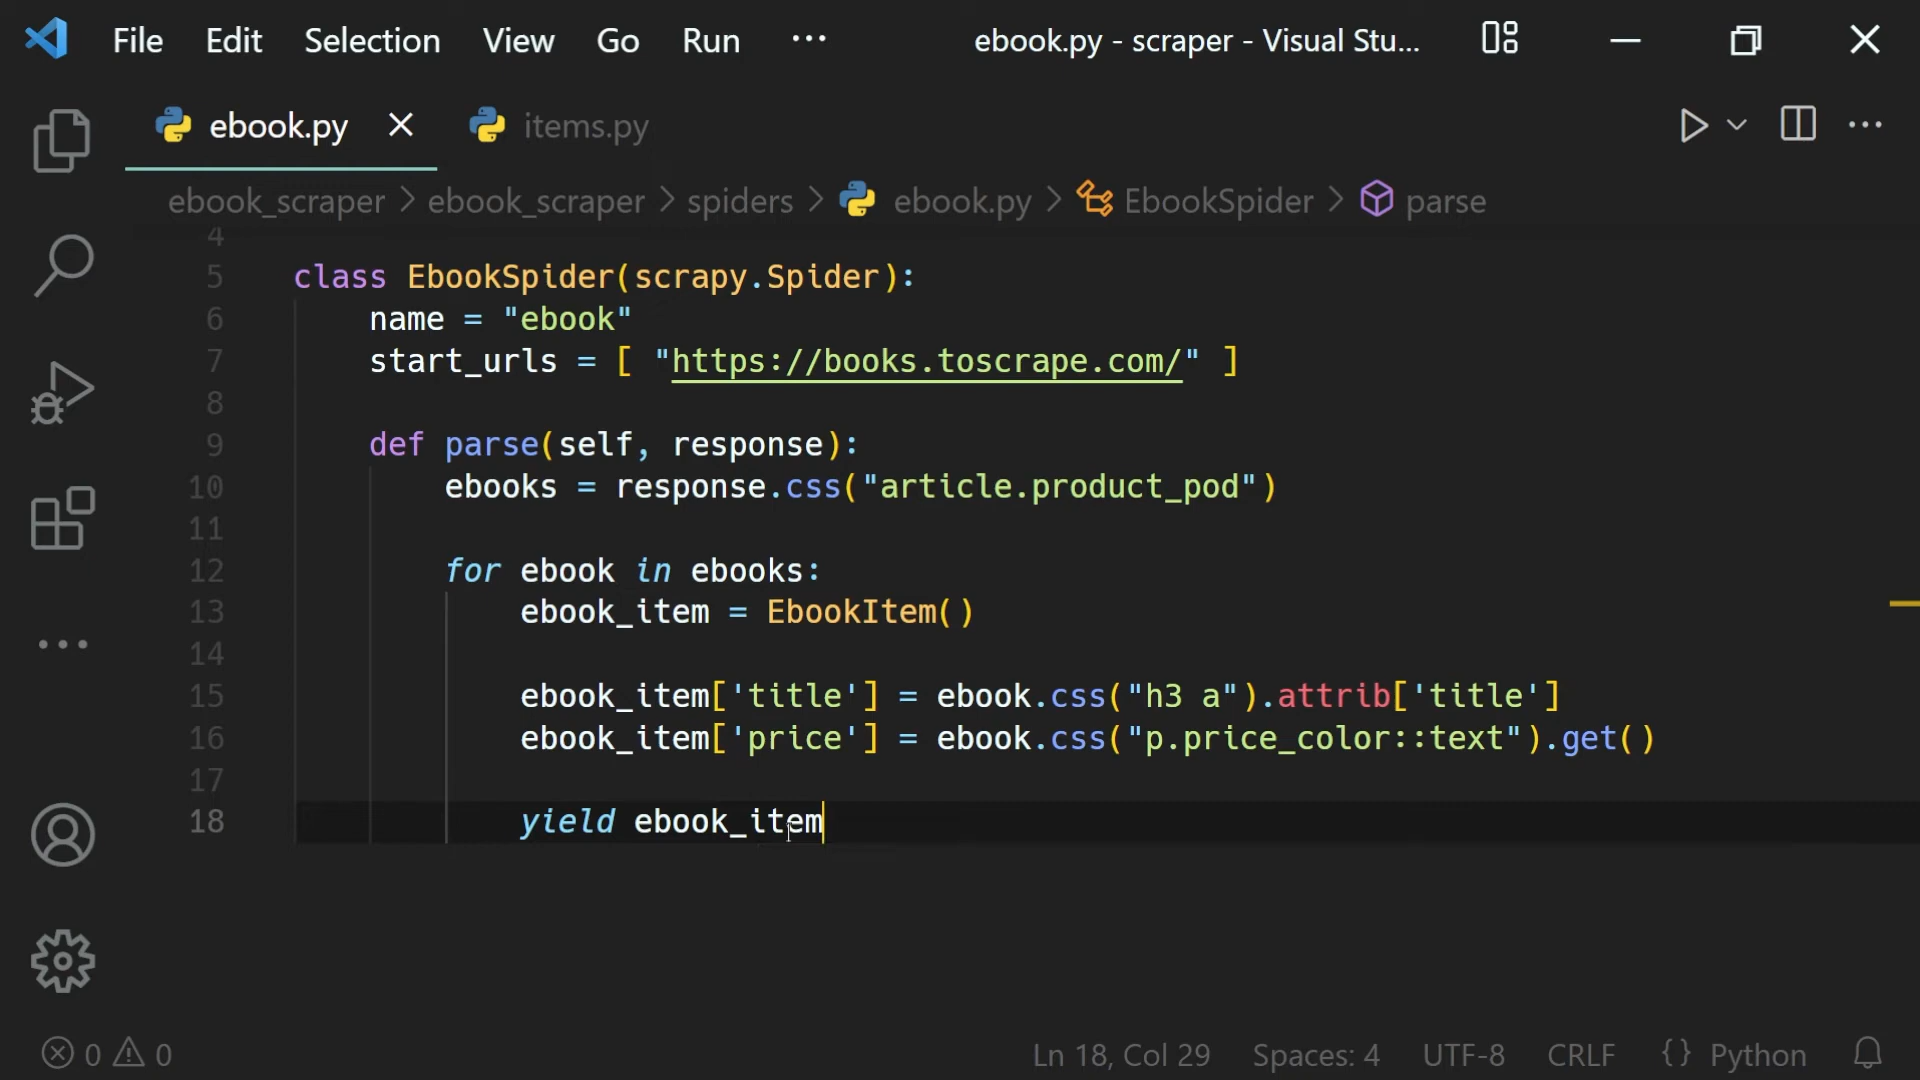 File Edit Selection View Go Run ··· ebook.py - scraper - Visual Stu...
ebook.py items.py
ebook_scraper > ebook_scraper > spiders > ebook.py > EbookSpider > parse
4
5 class EbookSpider(scrapy.Spider):
6 name = "ebook"
7 start_urls = [ "https://books.toscrape.com/" ]
8
9 def parse(self, response):
10 ebooks = response.css("article.product_pod")
11
12 for ebook in ebooks:
13 ebook_item = EbookItem()
14
15 ebook_item['title'] = ebook.css("h3 a").attrib['title']
16 ebook_item['price'] = ebook.css("p.price_color::text").get()
17
18 yield ebook_item
0 0 Ln 18, Col 29 Spaces: 4 UTF-8 CRLF {} Python